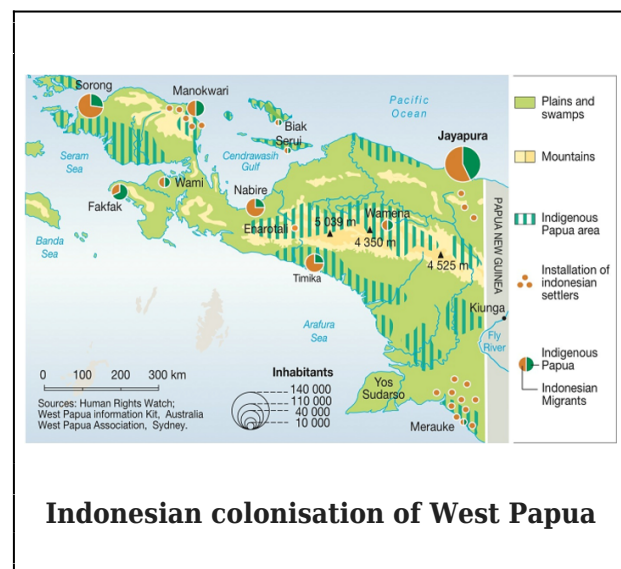 Sorong
Manokwari
Pacific
Ocean
Biak
Serui
Jayapura
Seram
Sea
Cendrawasih
Gulf
Wami
Fakfak
Nabire
Wamena
5 039 m
Enarotali
4 350 m
Banda
Sea
4 525 m
Timika
PAPUA NEW GUINEA
Kiunga
Arafura
Sea
Fly
River
0 100 200 300 km
Sources: Human Rights Watch;
West Papua information Kit, Australia
West Papua Association, Sydney.
Inhabitants
140 000
110 000
40 000
10 000
Yos
Sudarso
Merauke
Plains and
swamps
Mountains
Indigenous
Papua area
Installation of
indonesian
settlers
Indigenous
Papua
Indonesian
Migrants
Indonesian colonisation of West Papua